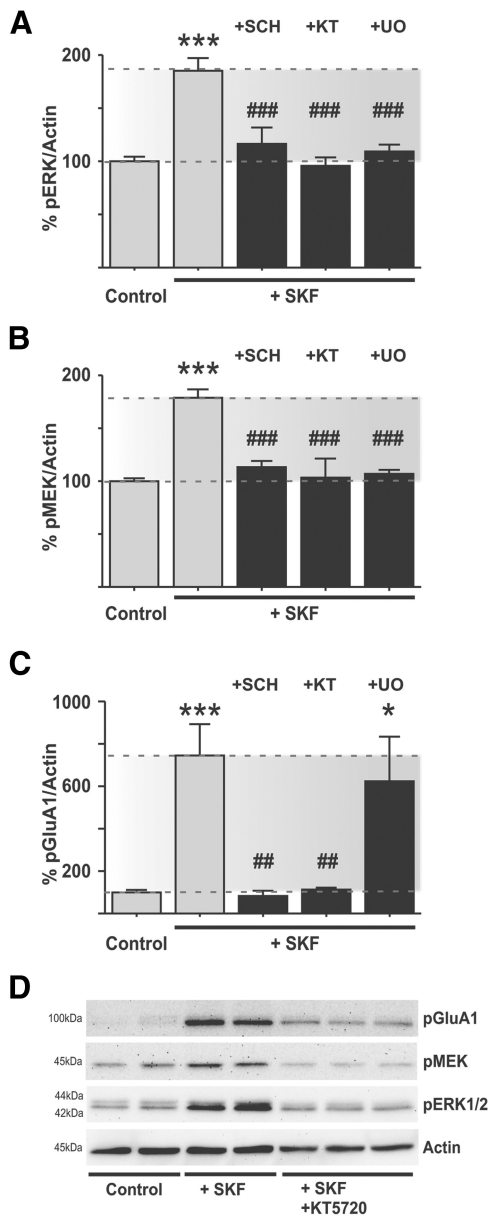 A
+SCH +KT +UO
***
200
### ### ###
100
% pERK/Actin
Control
+ SKF
B
+SCH +KT +UO
***
200
### ### ###
100
% pMEK/Actin
Control
+ SKF
C
+SCH +KT +UO
1000
*** *
600
## ##
100
% pGluA1/Actin
Control
+ SKF
D
100kDa pGluA1
45kDa pMEK
44kDa
42kDa pERK1/2
45kDa Actin
Control + SKF + SKF
+KT5720